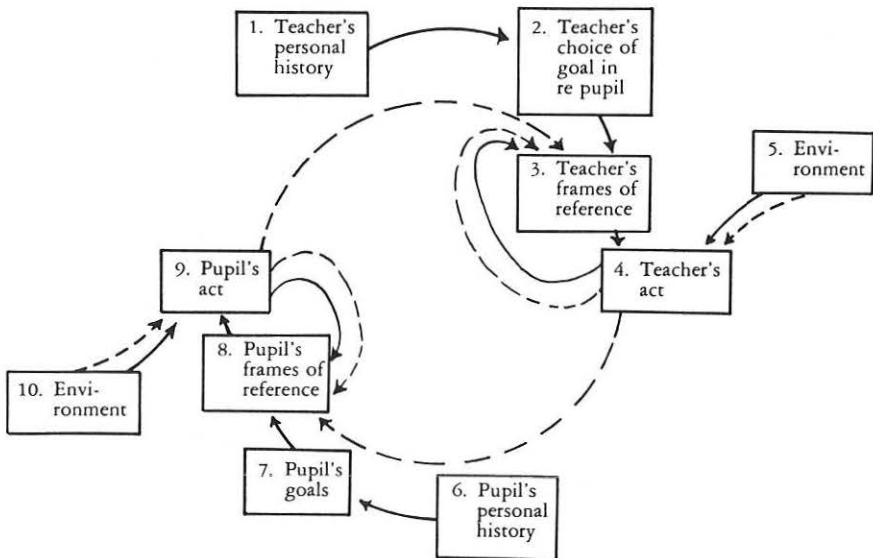 1. Teacher's
personal
history
2. Teacher's
choice of
goal in
re pupil
3. Teacher's
frames of
reference
5. Envi-
ronment
4. Teacher's
act
9. Pupil's
act
8. Pupil's
frames of
reference
10. Envi-
ronment
7. Pupil's
goals
6. Pupil's
personal
history